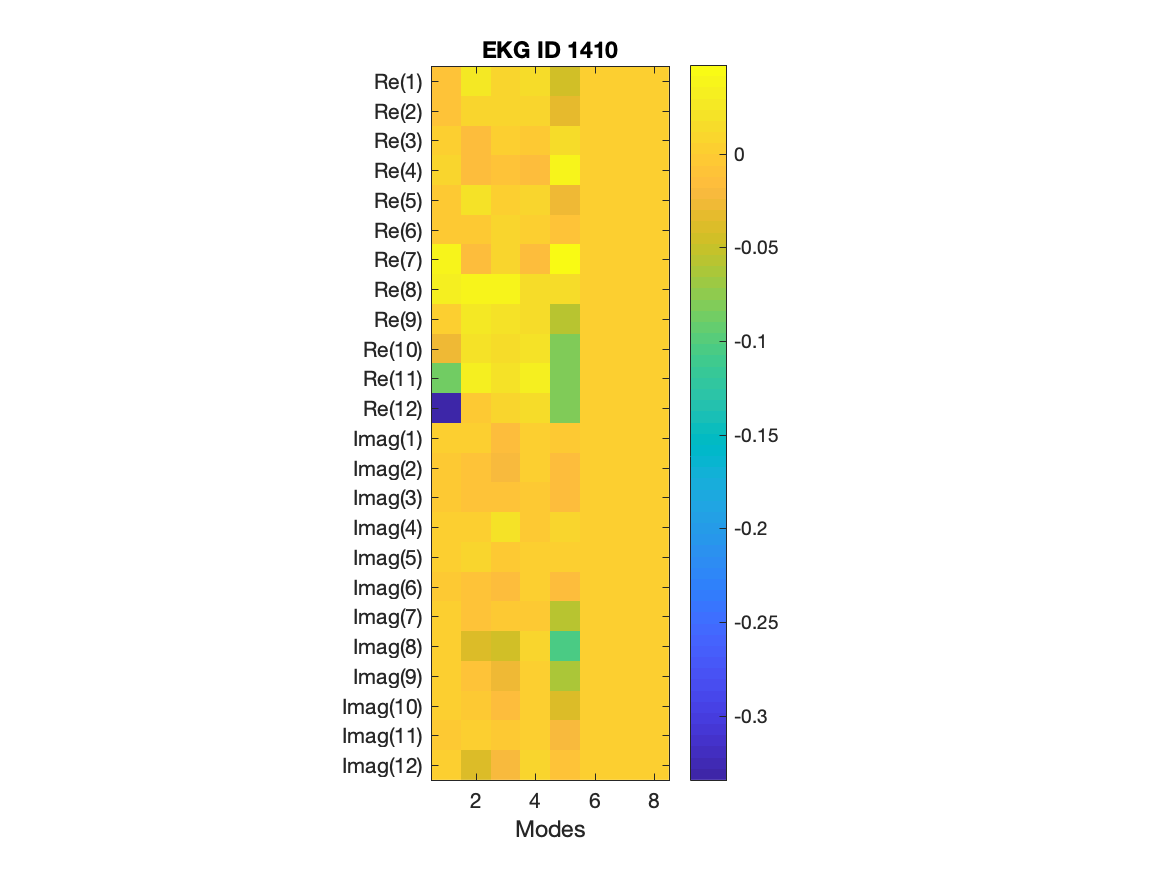 EKG ID 1410
Re(1)
Re(2)
Re(3)
Re(4)
Re(5)
Re(6)
Re(7)
Re(8)
Re(9)
Re(10)
Re(11)
Re(12)
Imag(1)
Imag(2)
Imag(3)
Imag(4)
Imag(5)
Imag(6)
Imag(7)
Imag(8)
Imag(9)
Imag(10)
Imag(11)
Imag(12)
2 4 6 8
Modes
0
-0.05
-0.1
-0.15
-0.2
-0.25
-0.3